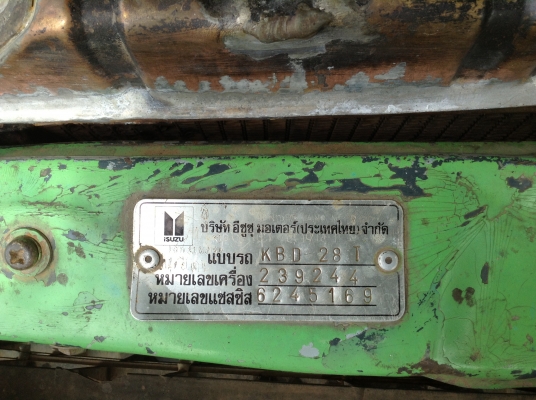 บริษัท อีซูซุ มอเตอร์(ประเทศไทย)จำกัด
ISUZU
แบบรถ KBD 28 T
หมายเลขเครื่อง 239244
หมายเลขแซสซิส 6245169